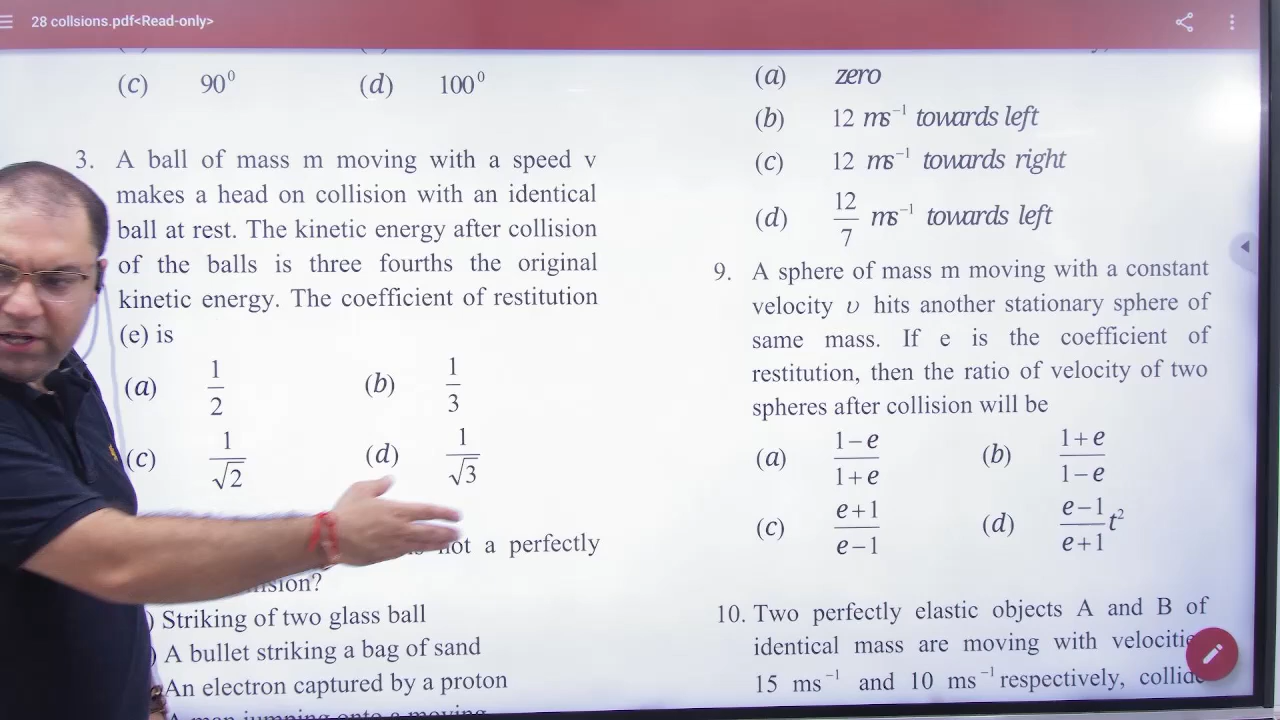 28 collsions.pdf<Read-only>
(c) 90⁰ (d) 100⁰
3. A ball of mass m moving with a speed v
makes a head on collision with an identical
ball at rest. The kinetic energy after collision
of the balls is three fourths the original
kinetic energy. The coefficient of restitution
(e) is
(a) 1/2 (b) 1/3
(c) 1/√2 (d) 1/√3
not a perfectly
Striking of two glass ball
A bullet striking a bag of sand
An electron captured by a proton
A man jumping onto a moving
(a) zero
(b) 12 ms⁻¹ towards left
(c) 12 ms⁻¹ towards right
(d) 12/7 ms⁻¹ towards left
9. A sphere of mass m moving with a constant
velocity υ hits another stationary sphere of
same mass. If e is the coefficient of
restitution, then the ratio of velocity of two
spheres after collision will be
(a) 1-e/1+e (b) 1+e/1-e
(c) e+1/e-1 (d) e-1/e+1 t²
10. Two perfectly elastic objects A and B of
identical mass are moving with
15 ms⁻¹ and 10 ms⁻¹ respectively,